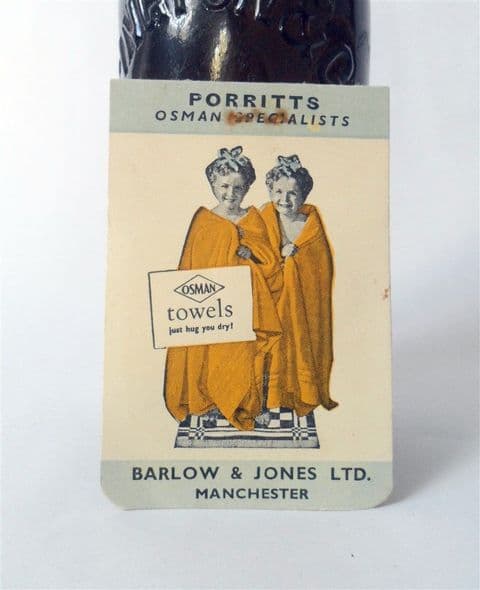 PORRITTS
OSMAN SPECIALISTS
OSMAN
towels
just hug you dry!
BARLOW & JONES LTD.
MANCHESTER